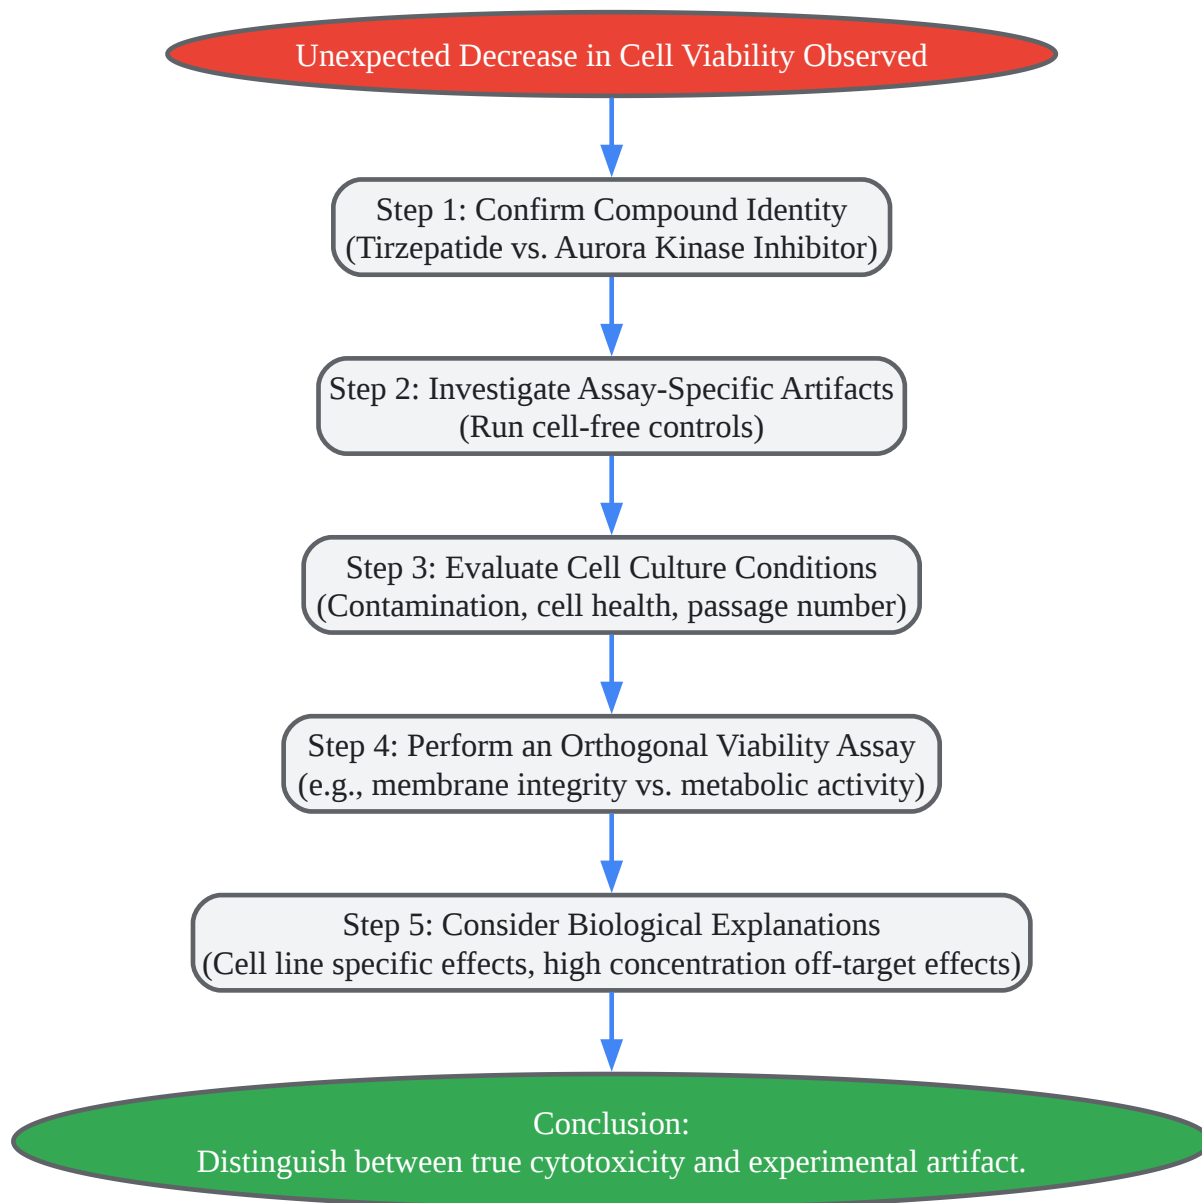 Unexpected Decrease in Cell Viability Observed
Step 1: Confirm Compound Identity
(Tirzepatide vs. Aurora Kinase Inhibitor)
Step 2: Investigate Assay-Specific Artifacts
(Run cell-free controls)
Step 3: Evaluate Cell Culture Conditions
(Contamination, cell health, passage number)
Step 4: Perform an Orthogonal Viability Assay
(e.g., membrane integrity vs. metabolic activity)
Step 5: Consider Biological Explanations
(Cell line specific effects, high concentration off-target effects)
Conclusion:
Distinguish between true cytotoxicity and experimental artifact.